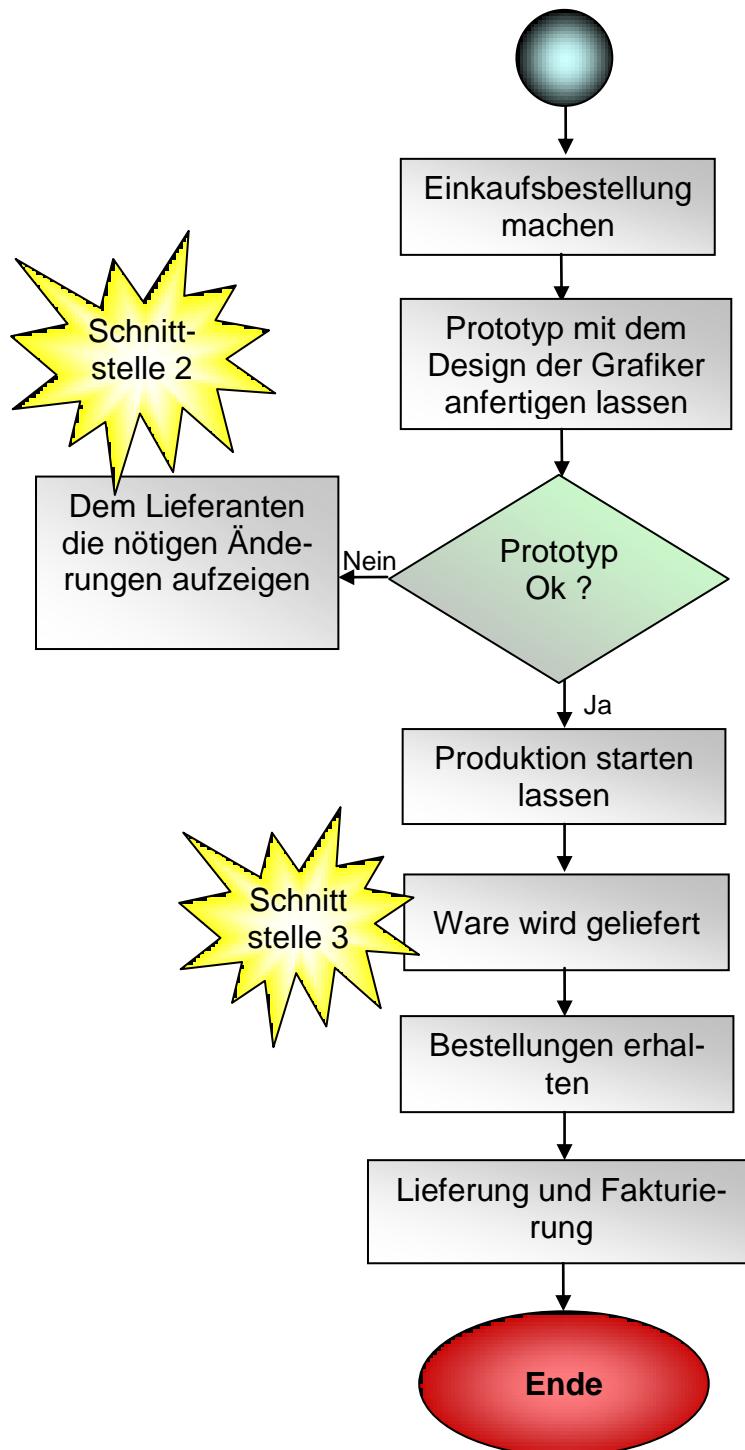 Einkaufsbestellung
machen
Schnitt-
stelle 2
Prototyp mit dem
Design der Grafiker
anfertigen lassen
Dem Lieferanten
die nötigen Ände-
rungen aufzeigen
Nein
Prototyp
Ok ?
Ja
Produktion starten
lassen
Schnitt
stelle 3
Ware wird geliefert
Bestellungen erhal-
ten
Lieferung und Fakturie-
rung
Ende